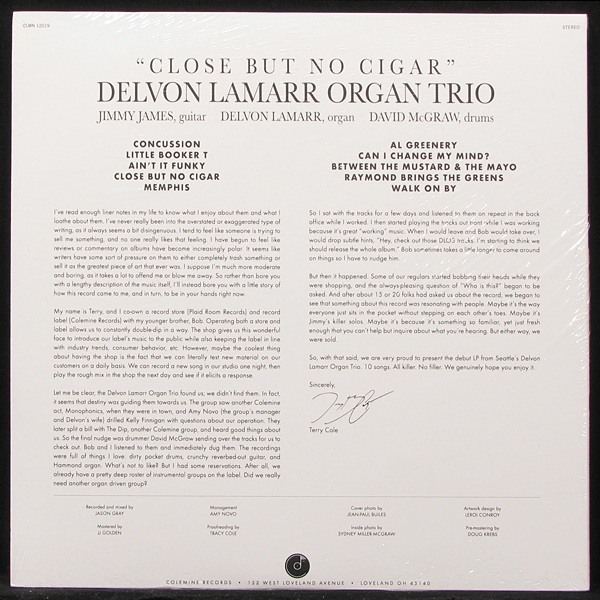 CLMN 12019
STEREO
"CLOSE BUT NO CIGAR"
DELVON LAMARR ORGAN TRIO
JIMMY JAMES, guitar DELVON LAMARR, organ DAVID McGRAW, drums
CONCUSSION
LITTLE BOOKER T
AIN'T IT FUNKY
CLOSE BUT NO CIGAR
MEMPHIS
AL GREENERY
CAN I CHANGE MY MIND?
BETWEEN THE MUSTARD & THE MAYO
RAYMOND BRINGS THE GREENS
WALK ON BY
I've read enough liner notes in my life to know what I enjoy about them and what I
loathe about them. I've never really been into the overstated or exaggerated type of
writing, as it always seems a bit disingenuous. I tend to feel like someone is trying to
sell me something, and no one really likes that feeling. I have begun to feel like
reviews or commentary on albums have become increasingly polar. It seems like
writers have some sort of pressure on them to either completely trash something or
sell it as the greatest piece of art that ever was. I suppose I'm much more moderate
and boring, as it takes a lot to offend me or blow me away. So rather than bore you
with a lengthy description of the music itself, I'll instead bore you with a little story of
how this record came to me, and in turn, to be in your hands right now.
My name is Terry, and I co-own a record store (Plaid Room Records) and record
label (Colemine Records) with my younger brother, Bob. Operating both a store and
label allows us to constantly double-dip in a way. The shop gives us this wonderful
face to introduce our label's music to the public while also keeping the label in line
with industry trends, consumer behavior, etc. However, maybe the coolest thing
about having the shop is the fact that we can literally test new material on our
customers on a daily basis. We can record a new song in our studio one night, then
play the rough mix in the shop the next day and see if it elicits a response.
Let me be clear, the Delvon Lamarr Organ Trio found us; we didn't find them. In fact,
it seems that destiny was guiding them towards us. The group saw another Colemine
act, Monophonics, when they were in town, and Amy Novo (the group's manager
and Delvon's wife) drilled Kelly Finnigan with questions about our operation. They
later split a bill with The Dip, another Colemine group, and heard good things about
us. So the final nudge was drummer David McGraw sending over the tracks for us to
check out. Bob and I listened to them and immediately dug them. The recordings
were full of things I love: dirty pocket drums, crunchy reverbed-out guitar, and
Hammond organ. What's not to like? But I had some reservations. After all, we
already have a pretty deep roster of instrumental groups on the label. Did we really
need another organ driven group?
So I sat with the tracks for a few days and listened to them on repeat in the back
office while I worked. I then started playing the tracks out front while I was working
because it's great "working" music. When I would leave and Bob would take over, I
would drop subtle hints, "Hey, check out those DLO3 tracks. I'm starting to think we
should release the whole album." Bob sometimes takes a little longer to come around
on things so I have to nudge him.
But then it happened. Some of our regulars started bobbing their heads while they
were shopping, and the always-pleasing question of "Who is this?" began to be
asked. And after about 15 or 20 folks had asked us about the record, we began to
see that something about this record was resonating with people. Maybe it's the way
everyone just sits in the pocket without stepping on each other's toes. Maybe it's
Jimmy's killer solos. Maybe it's because it's something so familiar, yet just fresh
enough that you can't help but inquire about what you're hearing. But either way, we
were sold.
So, with that said, we are very proud to present the debut LP from Seattle's Delvon
Lamarr Organ Trio. 10 songs. All killer. No filler. We genuinely hope you enjoy it.
Sincerely,
Terry Cole
Recorded and mixed by
JASON GRAY
Management
AMY NOVO
Cover photo by
JEAN-PAUL BUILES
Artwork design by
LEROI CONROY
Mastered by
JJ GOLDEN
Proofreading by
TRACY COLE
Inside photo by
SYDNEY MILLER-MCGRAW
Pre-mastering by
DOUG KREBS
COLEMINE RECORDS • 122 WEST LOVELAND AVENUE • LOVELAND OH 45140